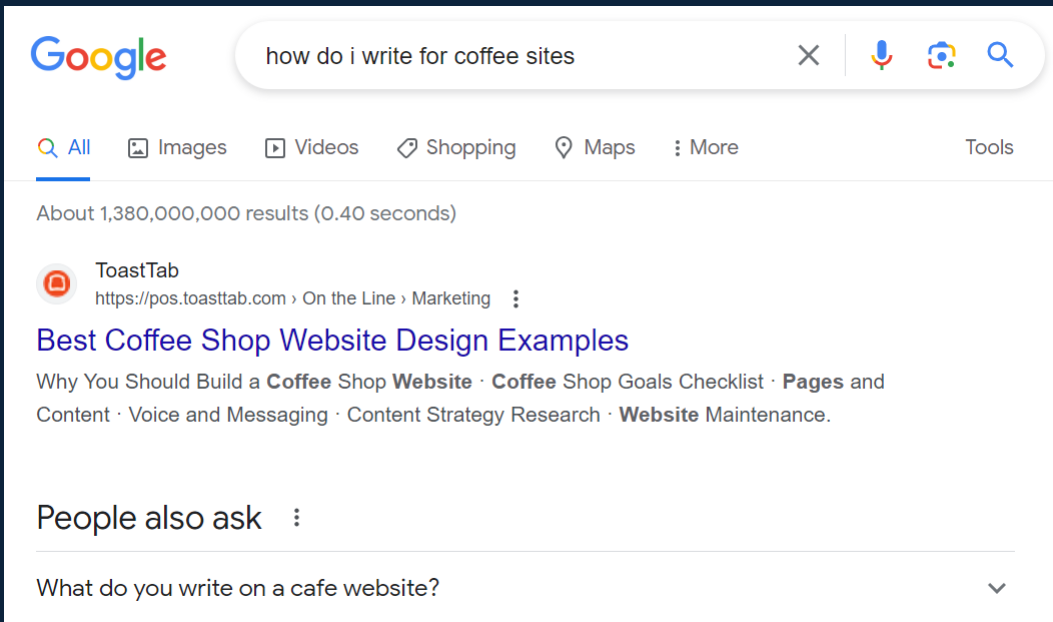 Google
how do i write for coffee sites
All Images Videos Shopping Maps More Tools
About 1,380,000,000 results (0.40 seconds)
ToastTab
https://pos.toasttab.com › On the Line › Marketing
Best Coffee Shop Website Design Examples
Why You Should Build a Coffee Shop Website · Coffee Shop Goals Checklist · Pages and
Content · Voice and Messaging · Content Strategy Research · Website Maintenance.
People also ask
What do you write on a cafe website?